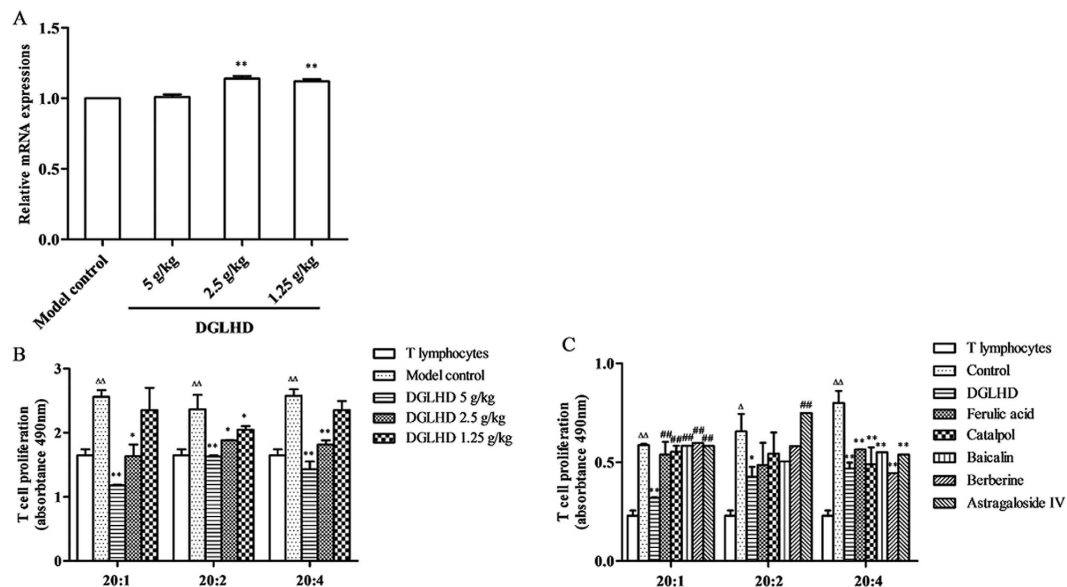 A
Relative mRNA expressions
1.5
1.0
0.5
0.0
Model control
5 g/kg
2.5 g/kg
1.25 g/kg
**
**
DGLHD
B
T cell proliferation
(absorbtance 490nm)
3
2
1
0
ΔΔ
**
*
ΔΔ
**
*
*
ΔΔ
**
**
20:1
20:2
20:4
T lymphocytes
Model control
DGLHD 5 g/kg
DGLHD 2.5 g/kg
DGLHD 1.25 g/kg
C
T cell proliferation
(absorbtance 490nm)
1.0
0.5
0.0
ΔΔ
**
##
##
##
##
##
Δ
*
##
ΔΔ
**
**
**
**
**
**
20:1
20:2
20:4
T lymphocytes
Control
DGLHD
Ferulic acid
Catalpol
Baicalin
Berberine
Astragaloside IV